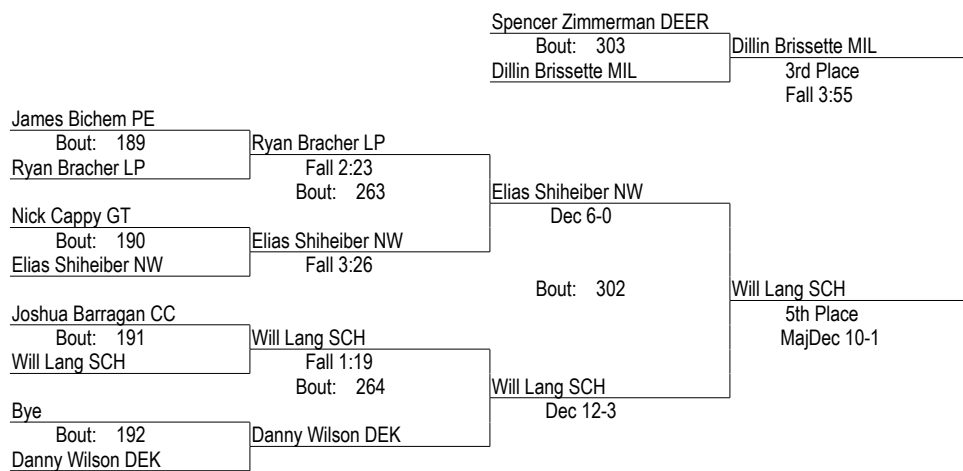 Spencer Zimmerman DEER
Bout: 303
Dillin Brissette MIL
Dillin Brissette MIL
3rd Place
Fall 3:55
James Bichem PE
Bout: 189
Ryan Bracher LP
Ryan Bracher LP
Fall 2:23
Bout: 263
Elias Shiheiber NW
Dec 6-0
Nick Cappy GT
Bout: 190
Elias Shiheiber NW
Elias Shiheiber NW
Fall 3:26
Bout: 302
Will Lang SCH
5th Place
MajDec 10-1
Joshua Barragan CC
Bout: 191
Will Lang SCH
Will Lang SCH
Fall 1:19
Bout: 264
Will Lang SCH
Dec 12-3
Bye
Bout: 192
Danny Wilson DEK
Danny Wilson DEK